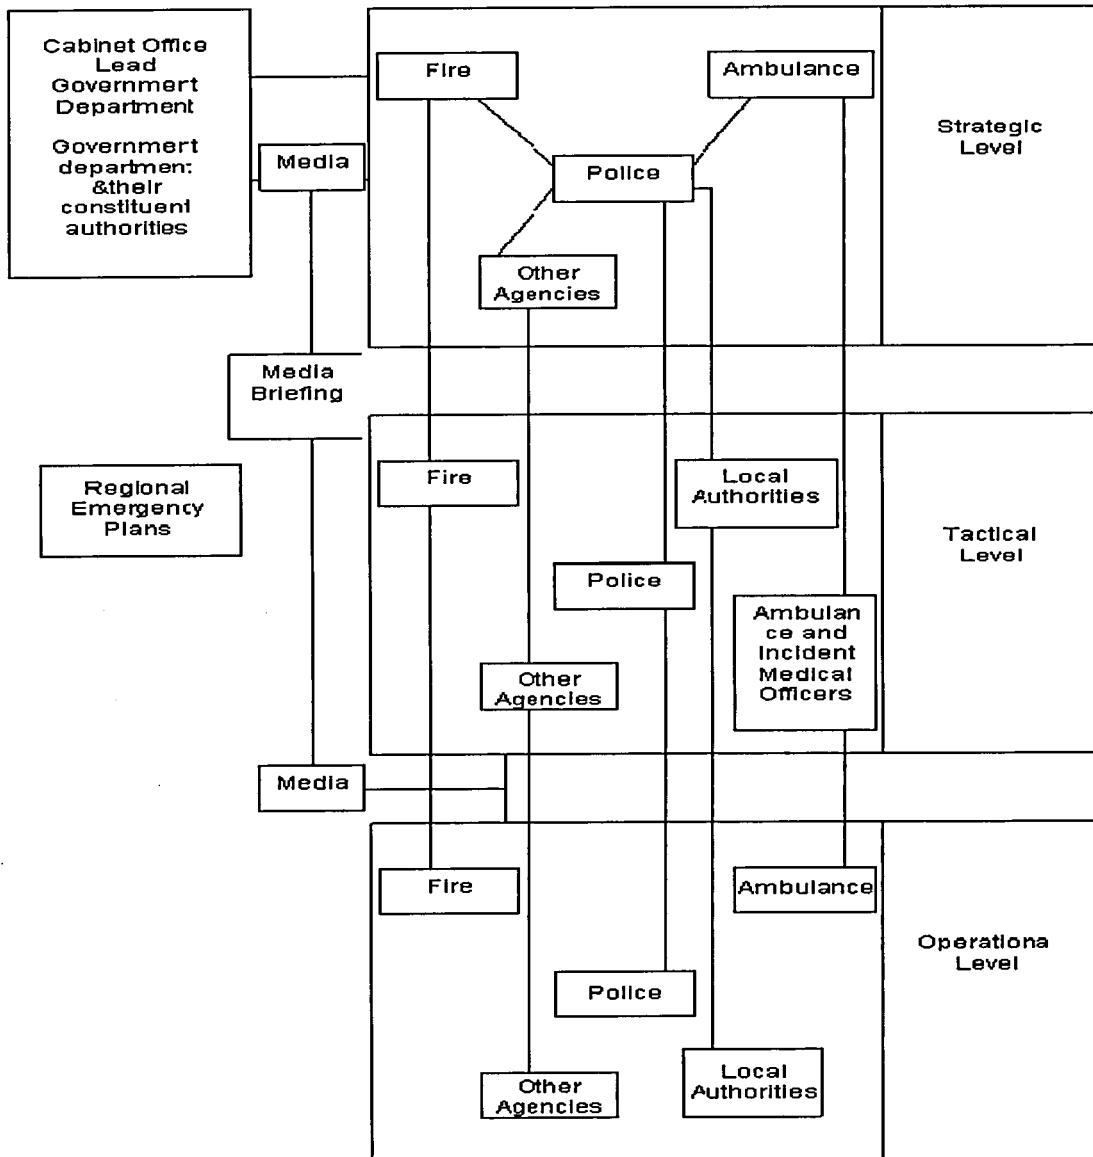 Cabinet Office
Lead
Governmert
Department
Governmert
departmen:
&their
constituent
authorities
Media
Fire
Ambulance
Police
Other
Agencies
Strategic
Level
Media
Briefing
Regional
Emergency
Plans
Fire
Local
Authorities
Police
Other
Agencies
Ambulan
ce and
Incident
Medical
Officers
Tactical
Level
Media
Fire
Ambulance
Police
Other
Agencies
Local
Authorities
Operationa
Level